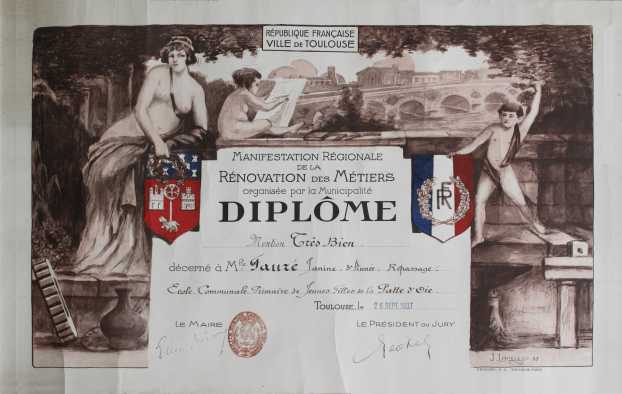 RÉPUBLIQUE FRANÇAISE
VILLE DE TOULOUSE
MANIFESTATION RÉGIONALE
DE LA
RÉNOVATION DES MÉTIERS
organisée par la Municipalité
DIPLÔME
Mention Très Bien
décerné à Mlle Fauré Janine - 3e Année - Repassage -
Ecole Communale Primaire de Jeunes Filles de la Patte d'Oie -
TOULOUSE, le 26 SEPT 1937
LE MAIRE
LE PRÉSIDENT DU JURY
RF